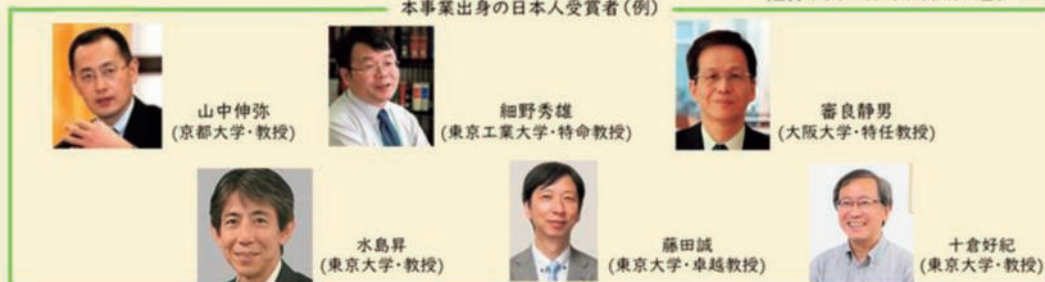 本事業出身の日本人受賞者(例)
山中伸弥
(京都大学・教授)
細野秀雄
(東京工業大学・特命教授)
審良静男
(大阪大学・特任教授)
水島昇
(東京大学・教授)
藤田誠
(東京大学・卓越教授)
十倉好紀
(東京大学・教授)